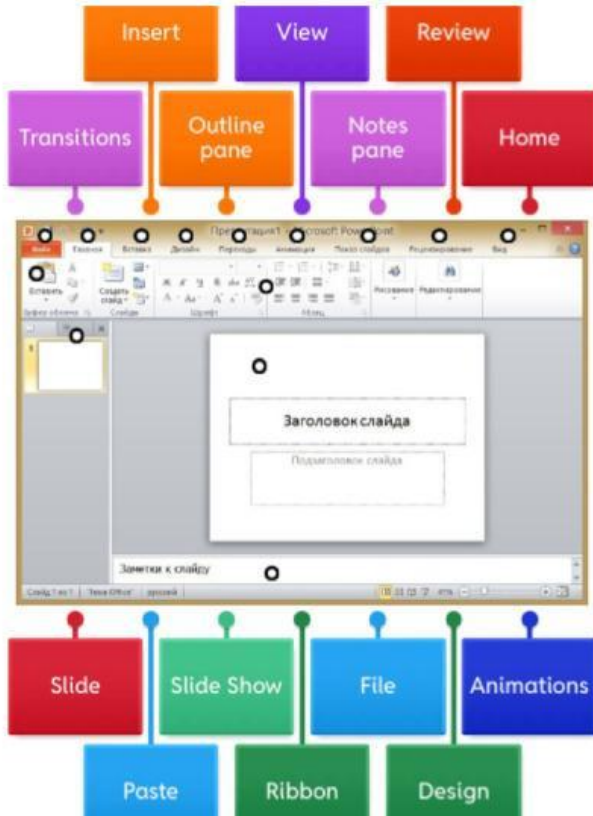 Insert
View
Review
Transitions
Outline
pane
Notes
pane
Home
Презентация1 - Microsoft PowerPoint
Файл Главная Вставка Дизайн Переходы Анимация Показ слайдов Рецензирование Вид
Вставить
Создать
слайд
Рисование
Редактирование
Буфер обмена
Слайды
Шрифт
Абзац
1
Заголовок слайда
Подзаголовок слайда
Заметки к слайду
Слайд 1 из 1
русский
Slide
Slide Show
File
Animations
Paste
Ribbon
Design